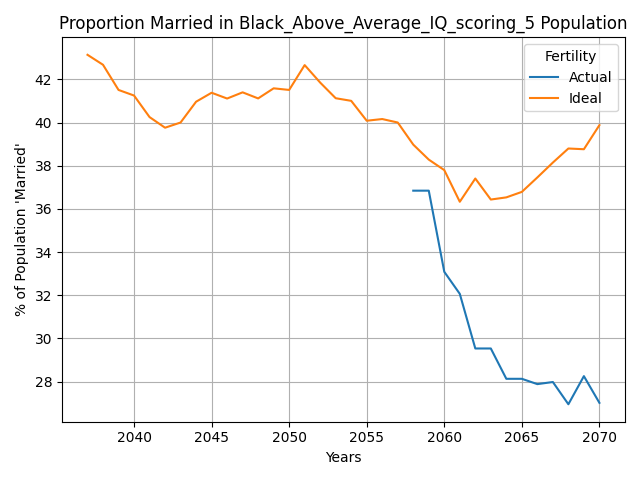 Proportion Married in Black_Above_Average_IQ_scoring_5 Population
Fertility
Actual
Ideal
% of Population 'Married'
42
40
38
36
34
32
30
28
2040 2045 2050 2055 2060 2065 2070
Years